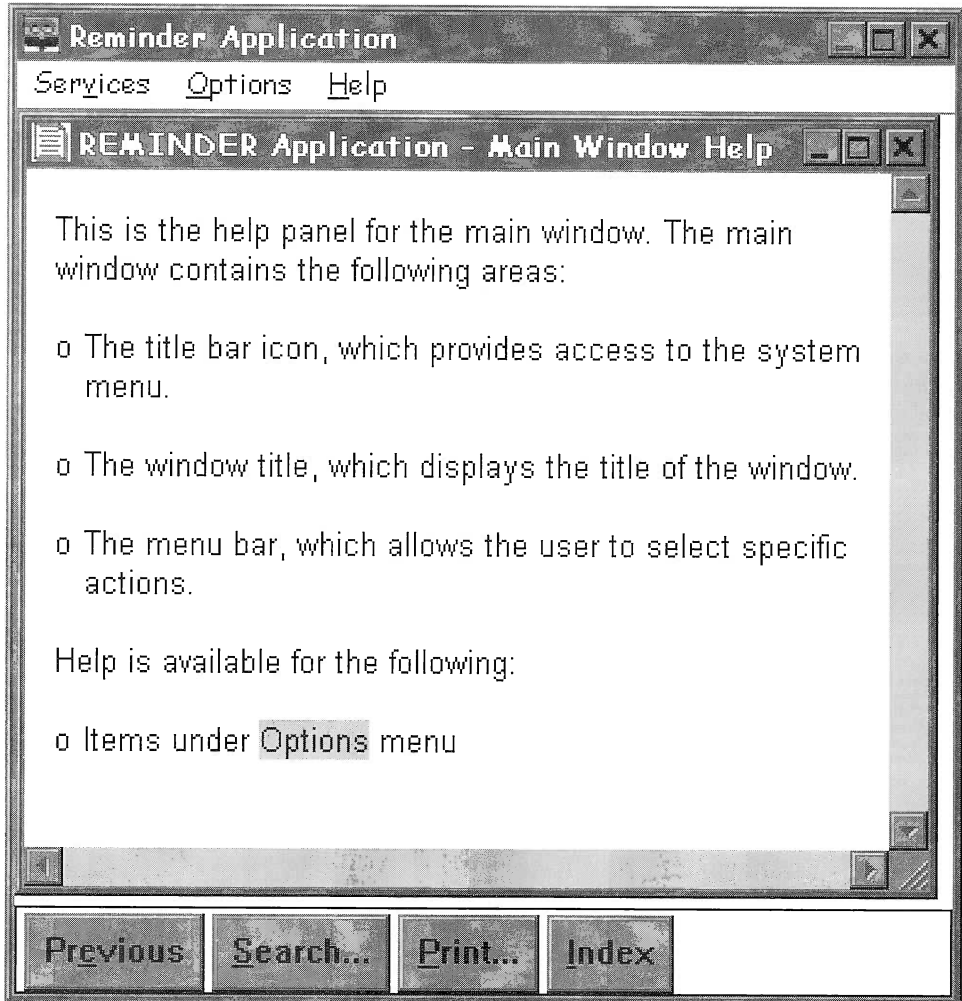 Reminder Application
Services Options Help
REMINDER Application - Main Window Help
This is the help panel for the main window. The main
window contains the following areas:
o The title bar icon, which provides access to the system
menu.
o The window title, which displays the title of the window.
o The menu bar, which allows the user to select specific
actions.
Help is available for the following:
o Items under Options menu
Previous Search... Print... Index